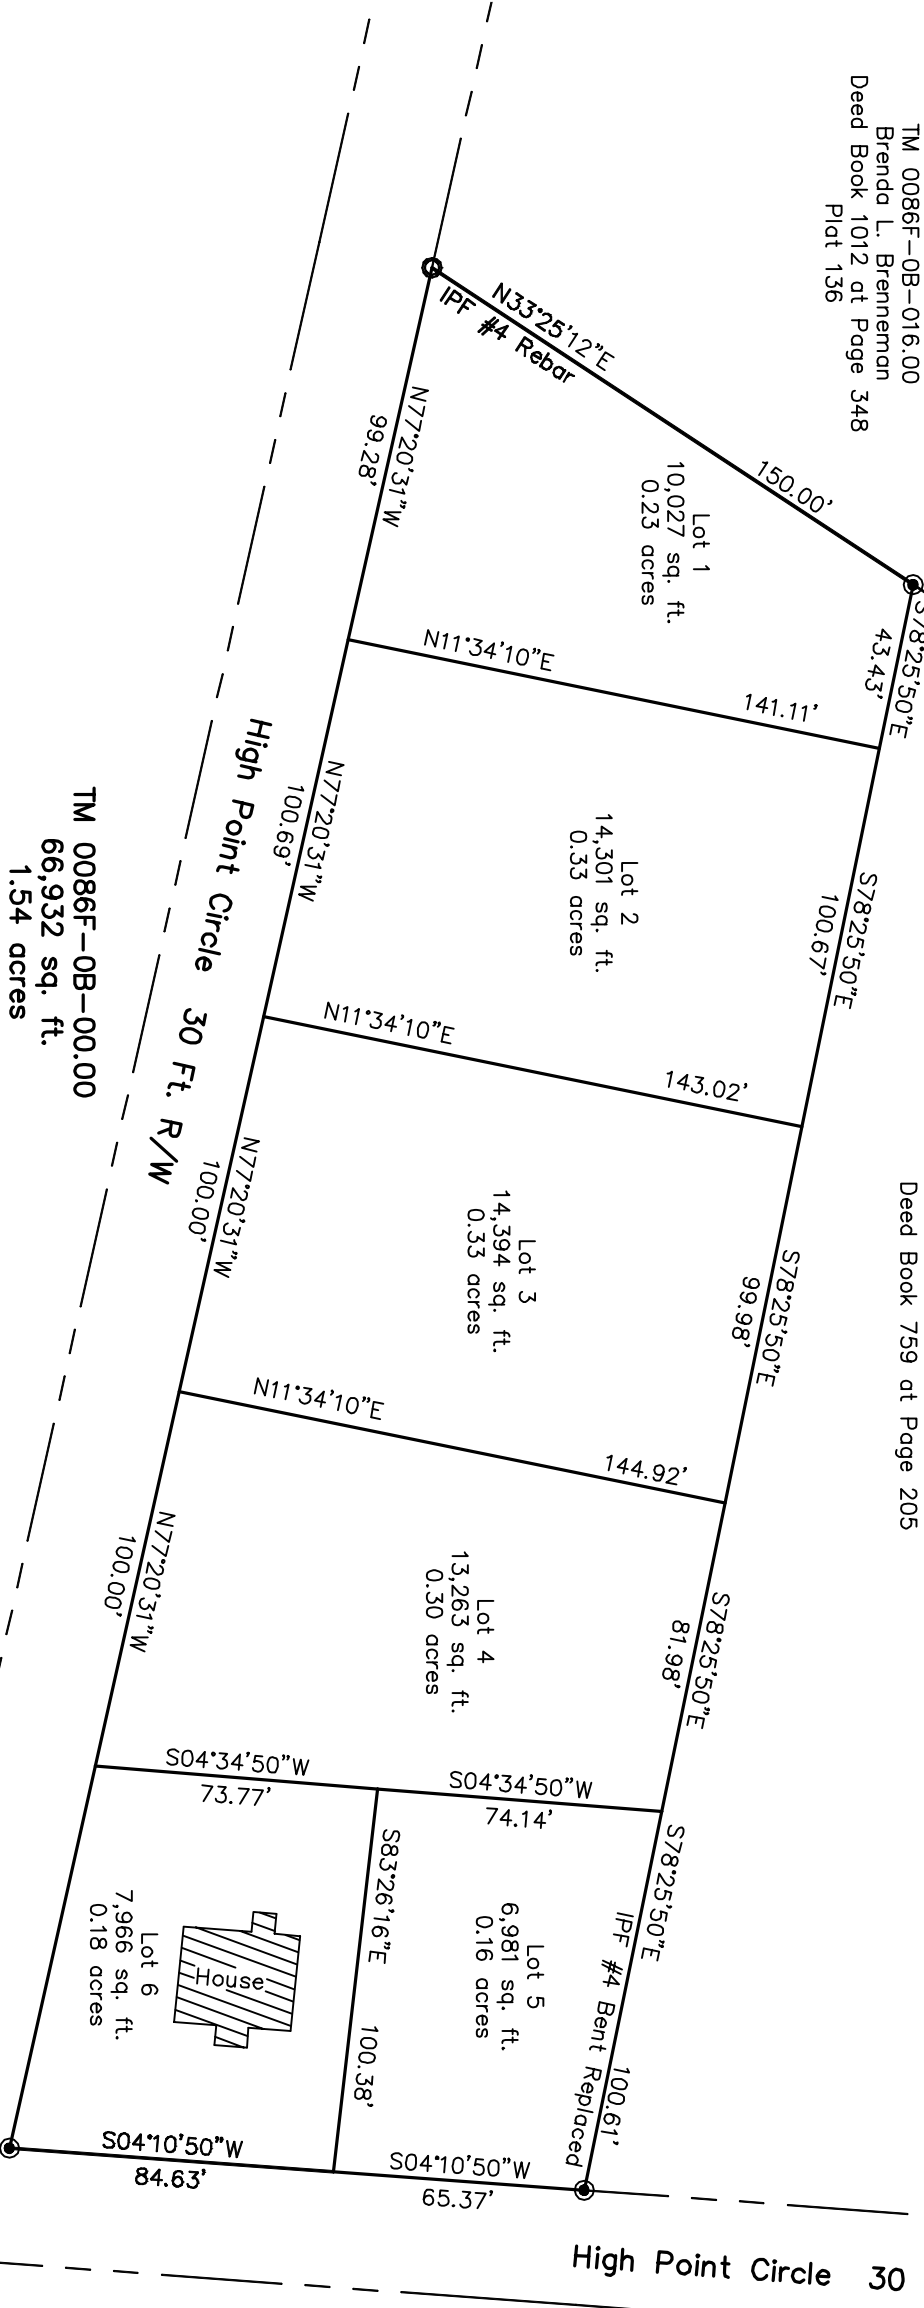 TM 0086F-0B-016.00
Brenda L. Brenneman
Deed Book 1012 at Page 348
Plat 136
N33°25'12"E
150.00'
IPF #4 Rebar
S78°25'50"E
43.43'
Lot 1
10,027 sq. ft.
0.23 acres
N77°20'31"W
99.28'
N11°34'10"E
141.11'
S78°25'50"E
100.67'
Lot 2
14,301 sq. ft.
0.33 acres
N77°20'31"W
100.69'
High Point Circle 30 Ft. R/W
TM 0086F-0B-00.00
66,932 sq. ft.
1.54 acres
N11°34'10"E
143.02'
Deed Book 759 at Page 205
S78°25'50"E
99.98'
Lot 3
14,394 sq. ft.
0.33 acres
N77°20'31"W
100.00'
N11°34'10"E
144.92'
S78°25'50"E
81.98'
Lot 4
13,263 sq. ft.
0.30 acres
N77°20'31"W
100.00'
S04°34'50"W
73.77'
S04°34'50"W
74.14'
S78°25'50"E
100.61'
IPF #4 Bent Replaced
S83°26'16"E
100.38'
Lot 5
6,981 sq. ft.
0.16 acres
House
Lot 6
7,966 sq. ft.
0.18 acres
S04°10'50"W
84.63'
S04°10'50"W
65.37'
High Point Circle 30